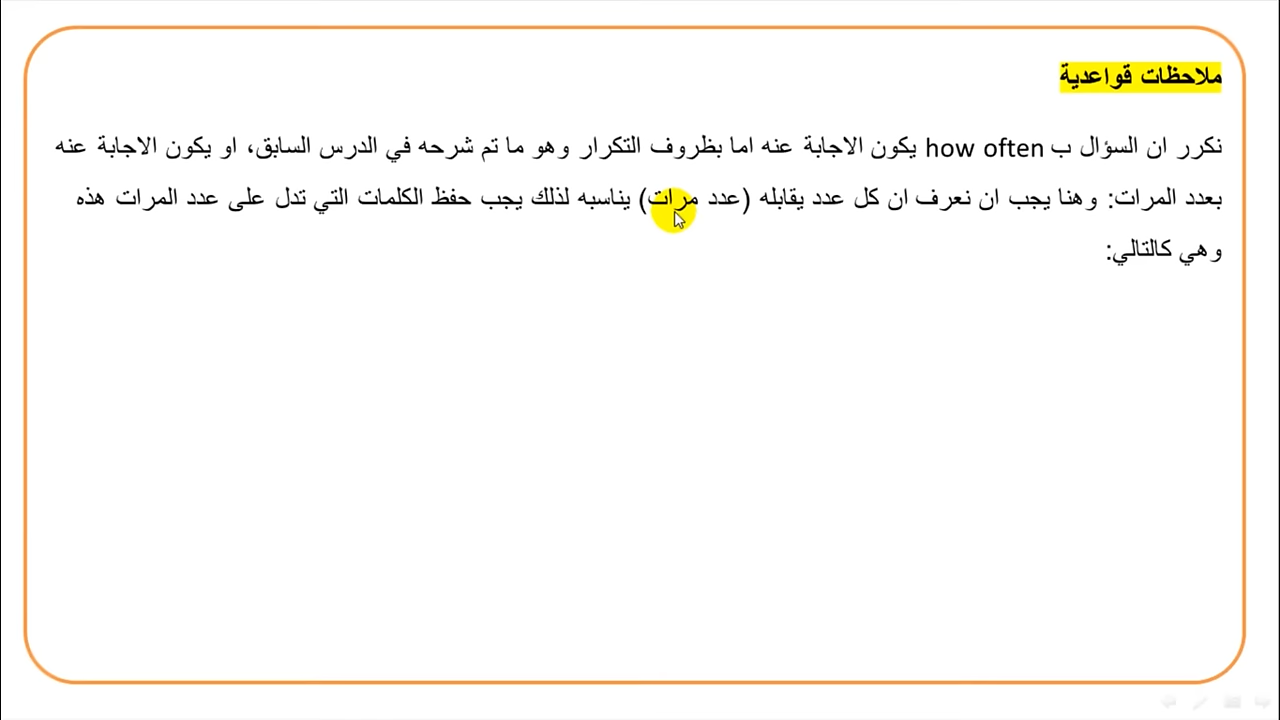 ملاحظات قواعدية
نكرر ان السؤال ب how often يكون الاجابة عنه اما بظروف التكرار وهو ما تم شرحه في الدرس السابق، او يكون الاجابة عنه
بعدد المرات: وهنا يجب ان نعرف ان كل عدد يقابله (عدد مرات) يناسبه لذلك يجب حفظ الكلمات التي تدل على عدد المرات هذه
وهي كالتالي: